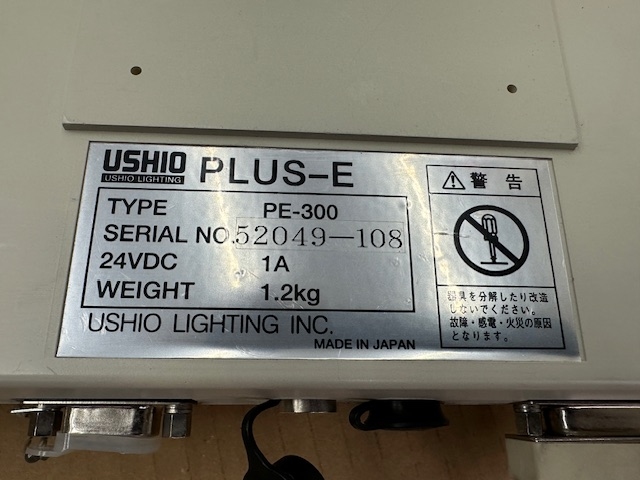 USHIO PLUS-E
USHIO LIGHTING
TYPE PE-300
SERIAL NO. 52049-108
24VDC 1A
WEIGHT 1.2kg
USHIO LIGHTING INC.
MADE IN JAPAN
警告
器具を分解したり改造
しないでください。
故障・感電・火災の原因
となります。